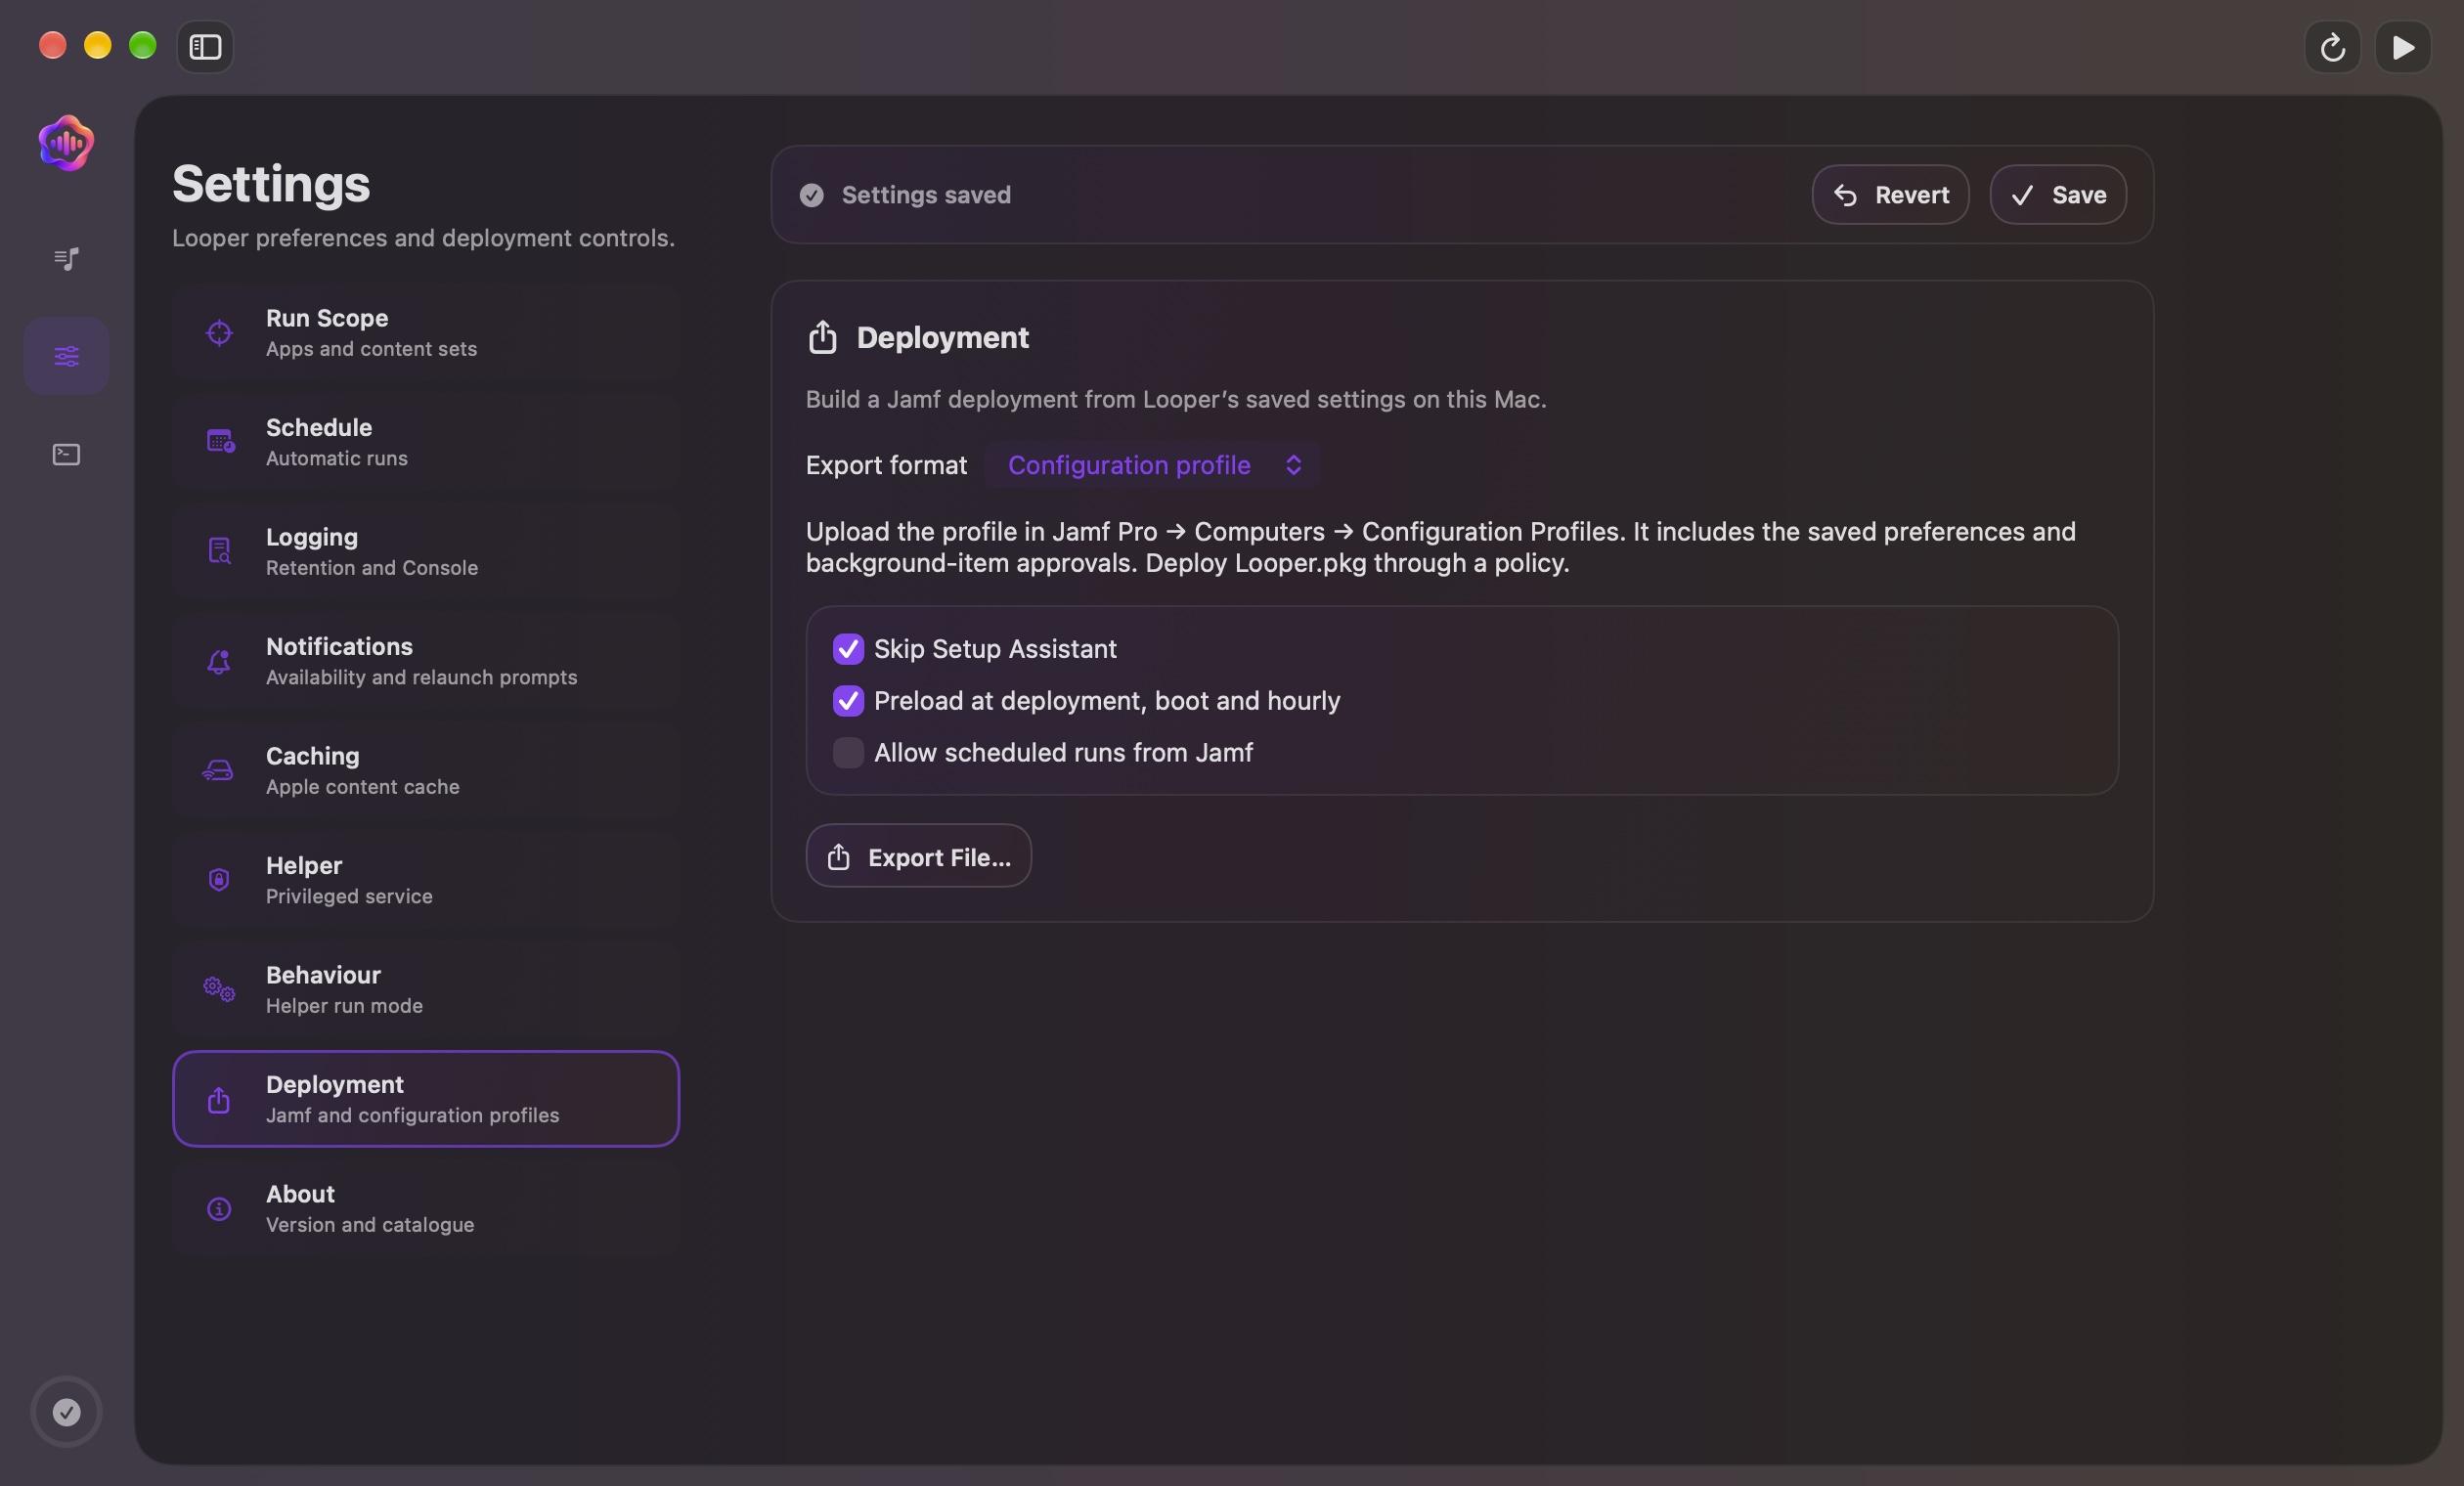 Settings
Looper preferences and deployment controls.
Run Scope
Apps and content sets
Schedule
Automatic runs
Logging
Retention and Console
Notifications
Availability and relaunch prompts
Caching
Apple content cache
Helper
Privileged service
Behaviour
Helper run mode
Deployment
Jamf and configuration profiles
About
Version and catalogue
Settings saved
Revert
Save
Deployment
Build a Jamf deployment from Looper’s saved settings on this Mac.
Export format Configuration profile
Upload the profile in Jamf Pro → Computers → Configuration Profiles. It includes the saved preferences and
background-item approvals. Deploy Looper.pkg through a policy.
Skip Setup Assistant
Preload at deployment, boot and hourly
Allow scheduled runs from Jamf
Export File...